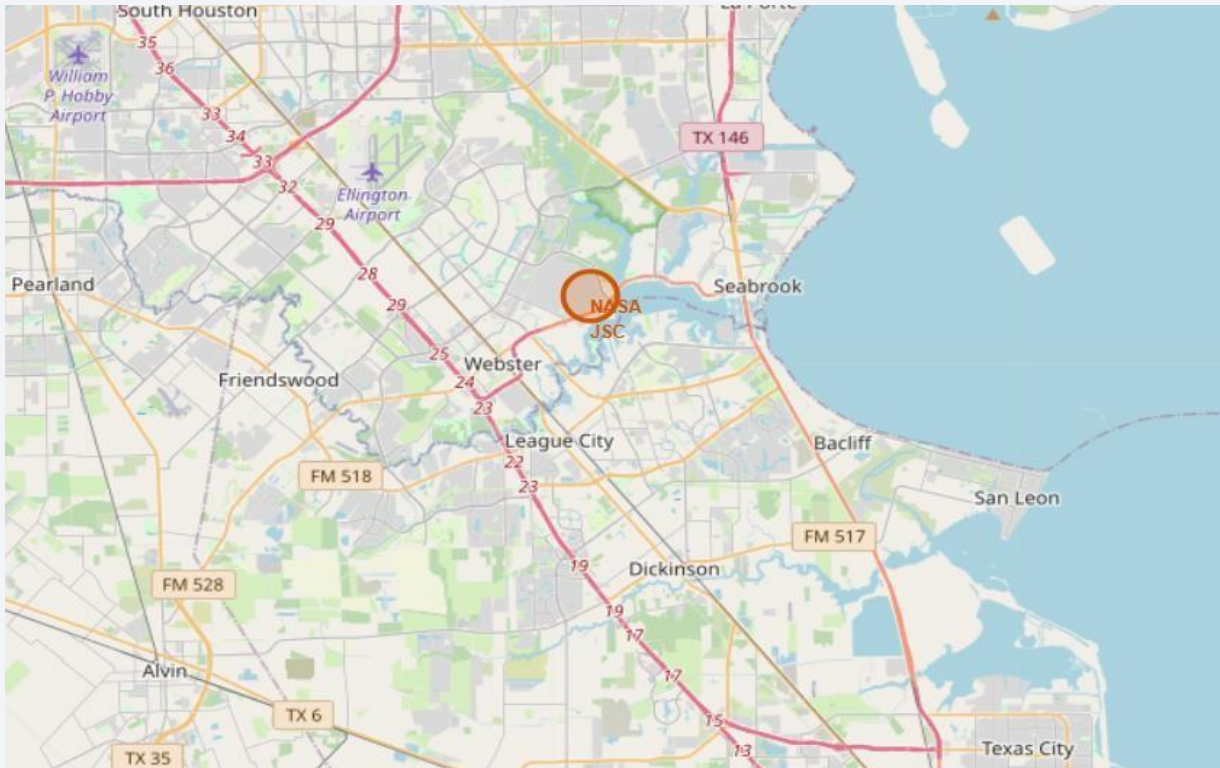 South Houston
La Porte
35
36
William
P. Hobby
Airport
33
34
33
32
TX 146
Ellington
Airport
29
28
29
Pearland
Seabrook
NASA
JSC
25
Webster
24
Friendswood
23
League City
Bacliff
22
FM 518
23
San Leon
FM 517
19
Dickinson
FM 528
19
17
Alvin
17
TX 6
15
13
Texas City
TX 35